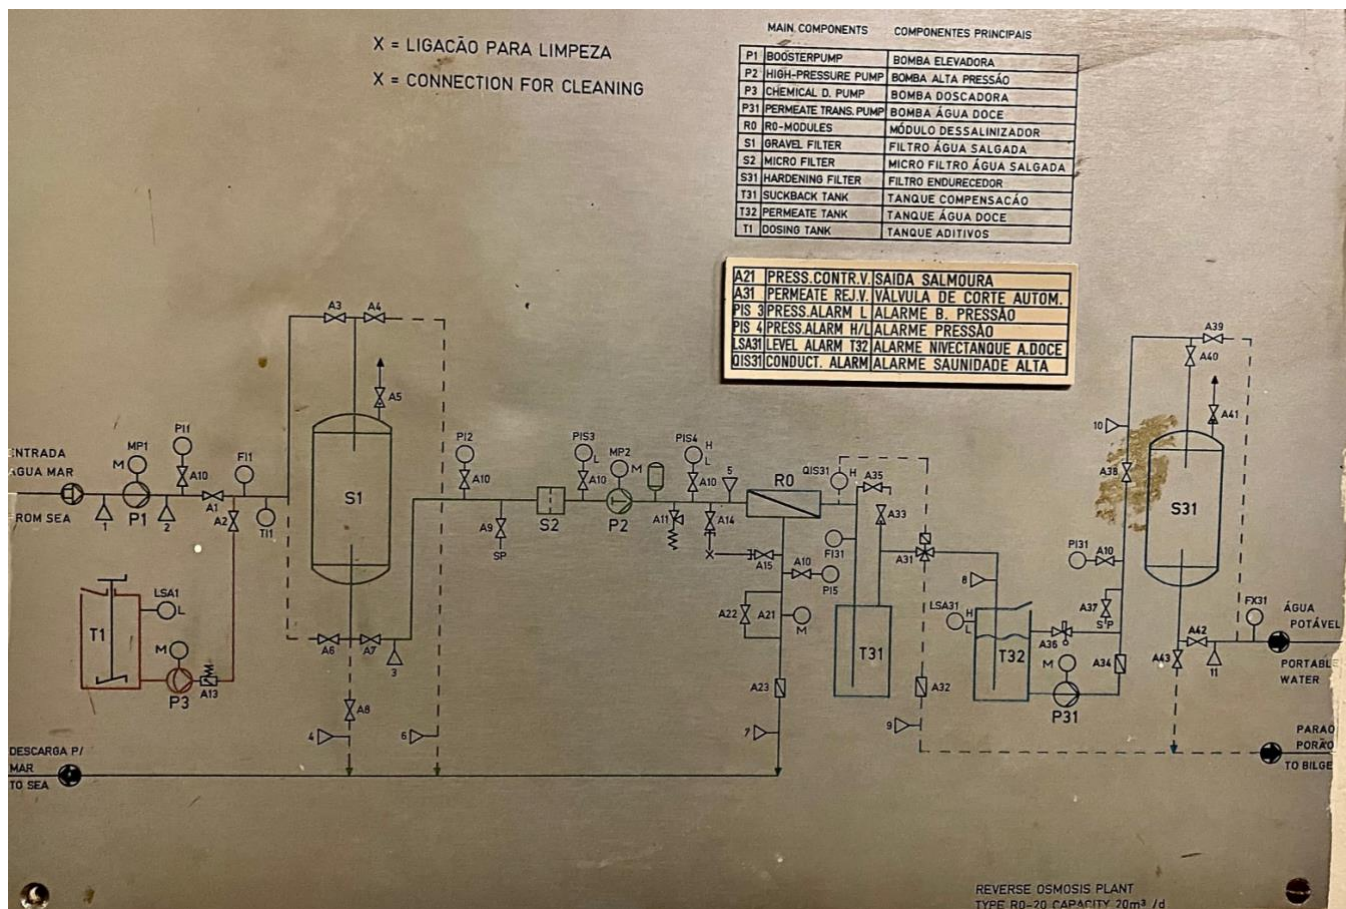 X = LIGACÃO PARA LIMPEZA
X = CONNECTION FOR CLEANING
MAIN. COMPONENTS COMPONENTES PRINCIPAIS
P1 BOOSTERPUMP BOMBA ELEVADORA
P2 HIGH-PRESSURE PUMP BOMBA ALTA PRESSÃO
P3 CHEMICAL D. PUMP BOMBA DOSCADORA
P31 PERMEATE TRANS. PUMP BOMBA ÁGUA DOCE
RO RO-MODULES MÓDULO DESSALINIZADOR
S1 GRAVEL FILTER FILTRO ÁGUA SALGADA
S2 MICRO FILTER MICRO FILTRO ÁGUA SALGADA
S31 HARDENING FILTER FILTRO ENDURECEDOR
T31 SUCKBACK TANK TANQUE COMPENSACÃO
T32 PERMEATE TANK TANQUE ÁGUA DOCE
T1 DOSING TANK TANQUE ADITIVOS
A21 PRESS.CONTR.V. SAIDA SALMOURA
A31 PERMEATE REJ.V. VÁLVULA DE CORTE AUTOM.
PIS 3 PRESS.ALARM L ALARME B. PRESSÃO
PIS 4 PRESS.ALARM H/L ALARME PRESSÃO
LSA31 LEVEL ALARM T32 ALARME NIVECTANQUE A.DOCE
QIS31 CONDUCT. ALARM ALARME SAUNIDADE ALTA
A3 A4
A39
A40
A5
A41
10
ENTRADA
ÁGUA MAR
FROM SEA
MP1
M
P1
1
2
PI1
A10
A1
A2
FI1
TI1
S1
PI2
A10
A9
SP
PIS3
L
A10
S2
MP2
M
P2
PIS4
H
L
A10
5
A11
A14
X
A15
RO
QIS31
H
A35
A33
FI31
A31
A10
PI5
A22
A21
M
A23
7
T31
A32
9
8
LSA31
H
L
T32
A36
M
P31
A34
A37
SP
PI31
A10
A38
S31
A42
A43
11
FX31
ÁGUA
POTÁVEL
PORTABLE
WATER
T1
LSA1
L
M
P3
A13
A6 A7
3
A8
4
6
DESCARGA P/
MAR
TO SEA
PARAO
PORÃO
TO BILGE
REVERSE OSMOSIS PLANT
TYPE RO-20 CAPACITY 20m³ /d